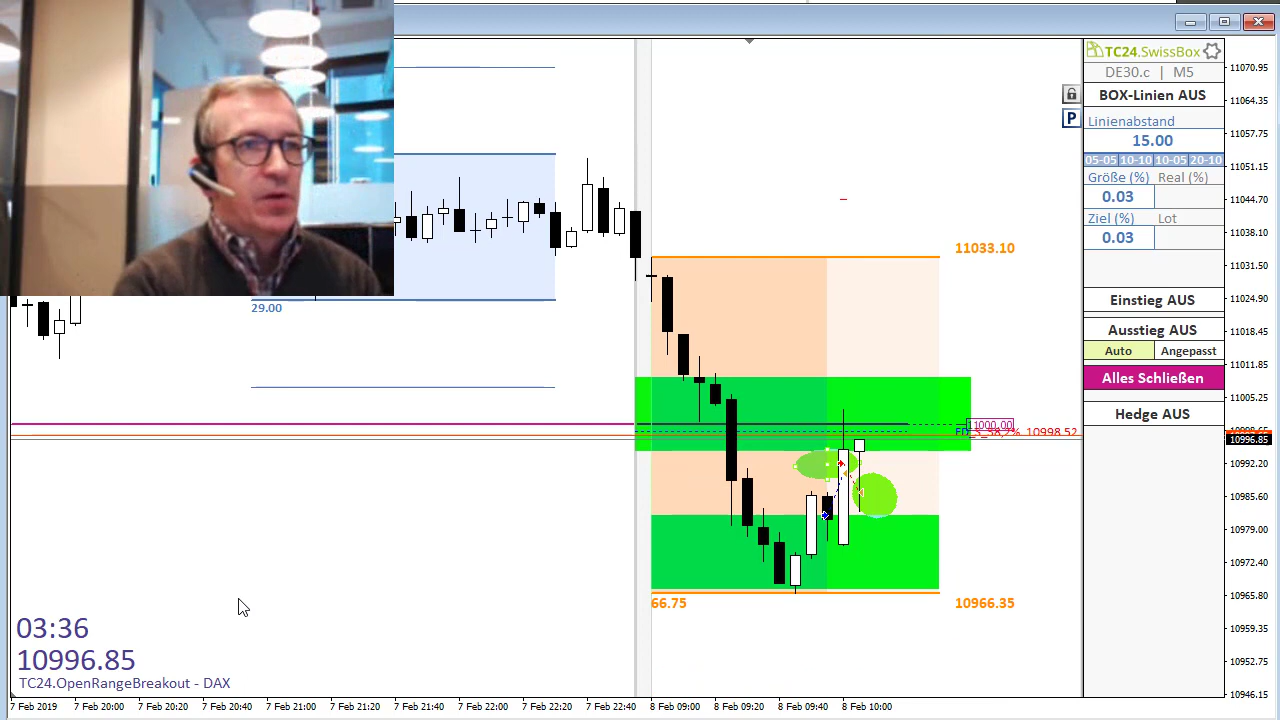 TC24.SwissBox
DE30.c | M5
BOX-Linien AUS
Linienabstand
15.00
05-05 10-10 10-05 20-10
Größe (%) Real (%)
0.03
Ziel (%) Lot
0.03
Einstieg AUS
Ausstieg AUS
Auto Angepasst
Alles Schließen
Hedge AUS
P
11070.95
11064.35
11057.75
11051.15
11044.70
11038.10
11031.50
11024.90
11018.45
11011.85
11005.25
10996.85
10992.20
10985.60
10979.00
10972.40
10965.80
10959.35
10952.75
10946.15
11033.10
29.00
11000.00
38,2% 10998.52
66.75
10966.35
03:36
10996.85
TC24.OpenRangeBreakout - DAX
7 Feb 2019 7 Feb 20:00 7 Feb 20:40 7 Feb 21:00 7 Feb 21:20 7 Feb 21:40 7 Feb 22:00 7 Feb 22:20 7 Feb 22:40 8 Feb 09:00 8 Feb 09:20 8 Feb 09:40 8 Feb 10:00